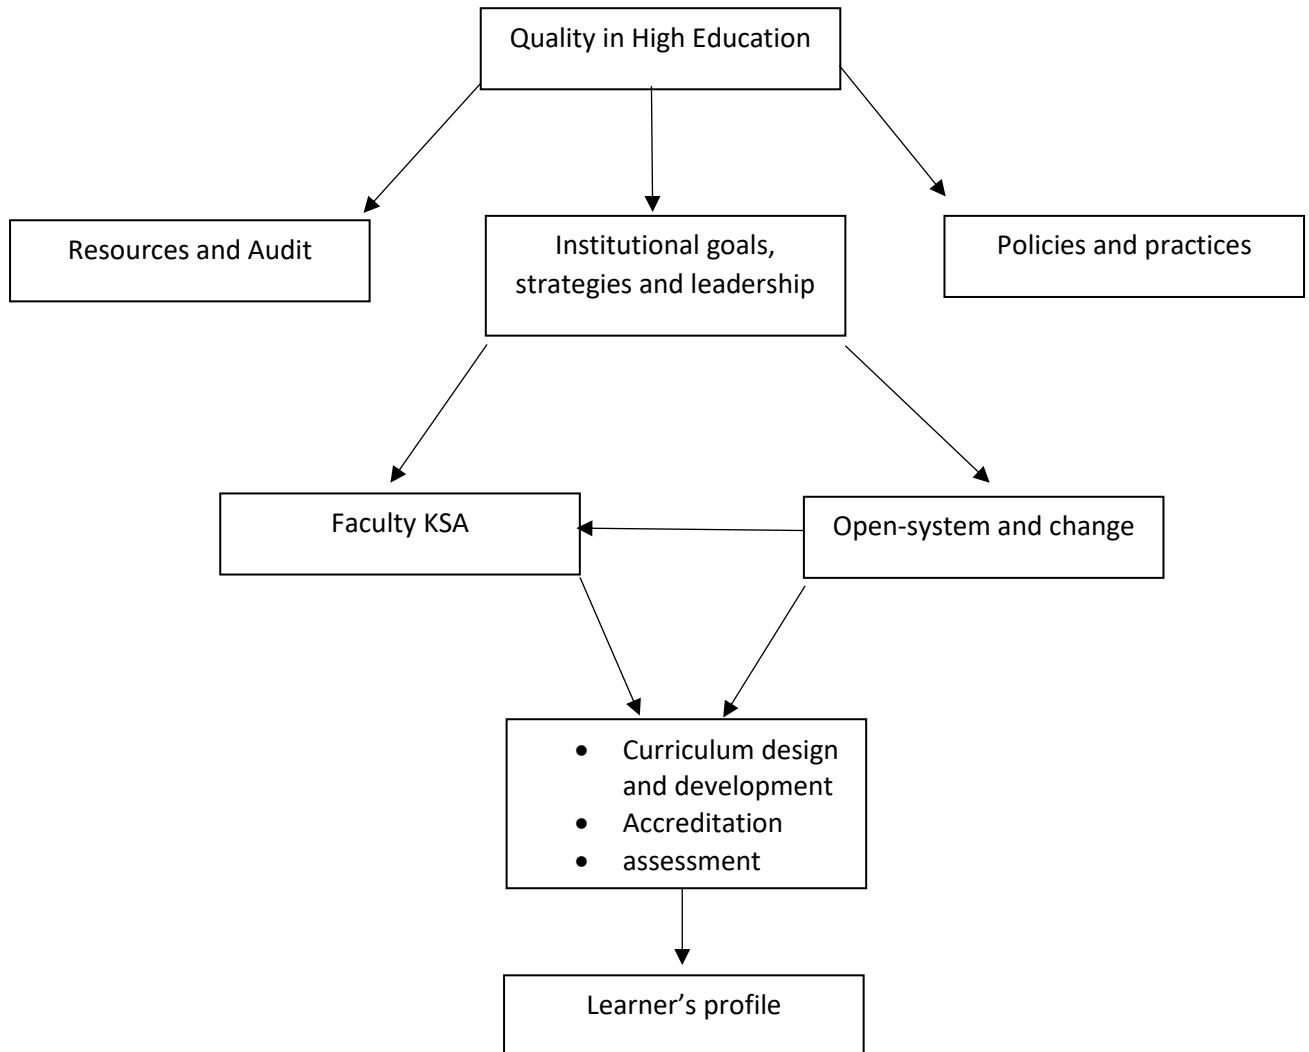 Quality in High Education
Resources and Audit
Institutional goals,
strategies and leadership
Policies and practices
Faculty KSA
Open-system and change
• Curriculum design
and development
• Accreditation
• assessment
Learner’s profile